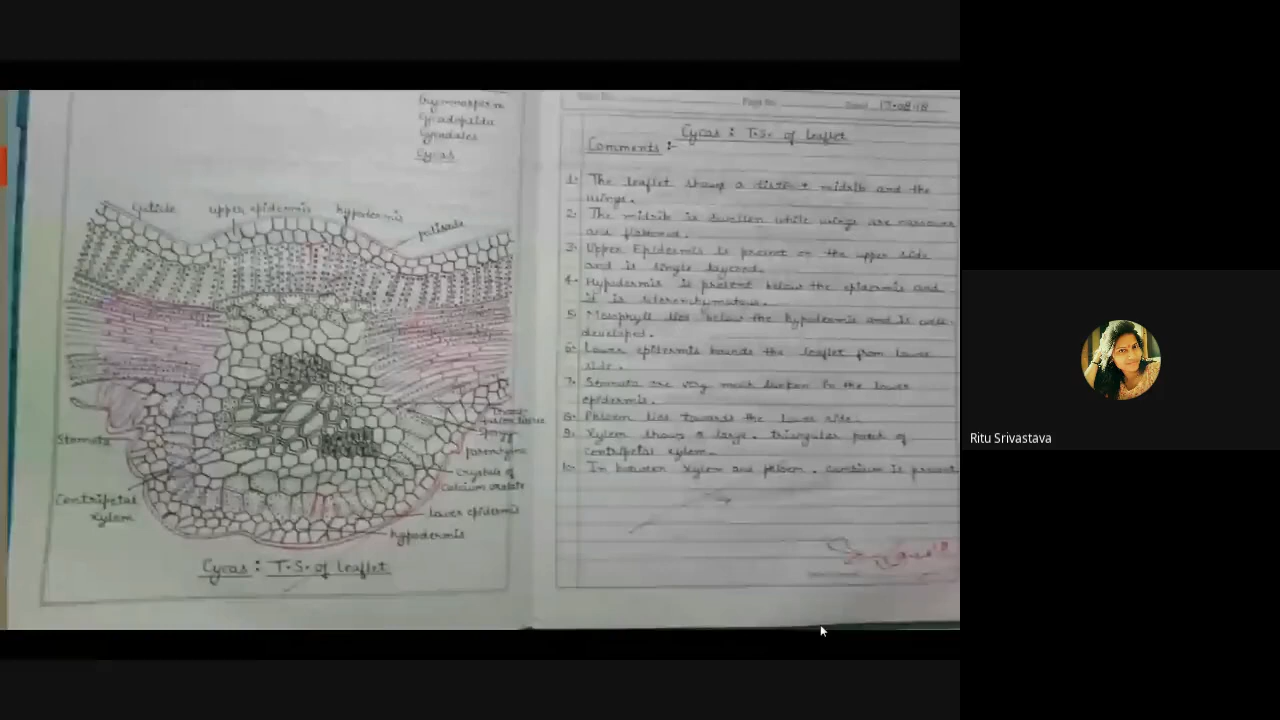 Gymnosperm
Cycadopsida
Cycadales
Cycas
Cuticle
upper epidermis
hypodermis
palisade
Transfusion tissue
Spongy
parenchyma
Stomata
crystals of
Calcium oxalate
Centripetal
xylem
lower epidermis
hypodermis
Cycas : T.S. of Leaflet
Page No.
17.08.18
Cycas : T.S. of Leaflet
Comments :-
1. The leaflet shows a distinct midrib and the
wings.
2. The midrib is swollen while wings are narrow
and flattened.
3. Upper Epidermis is present on the upper side
and is single layered.
4. Hypodermis is present below the epidermis and
it is sclerenchymatous.
5. Mesophyll lies below the hypodermis and is well-
developed.
6. Lower epidermis bounds the leaflet from lower
side.
7. Stomata are very much sunken in the lower
epidermis.
8. Phloem lies towards the lower side.
9. Xylem shows a large, triangular patch of
centripetal xylem.
10. In between xylem and phloem, cambium is present.
Ritu Srivastava